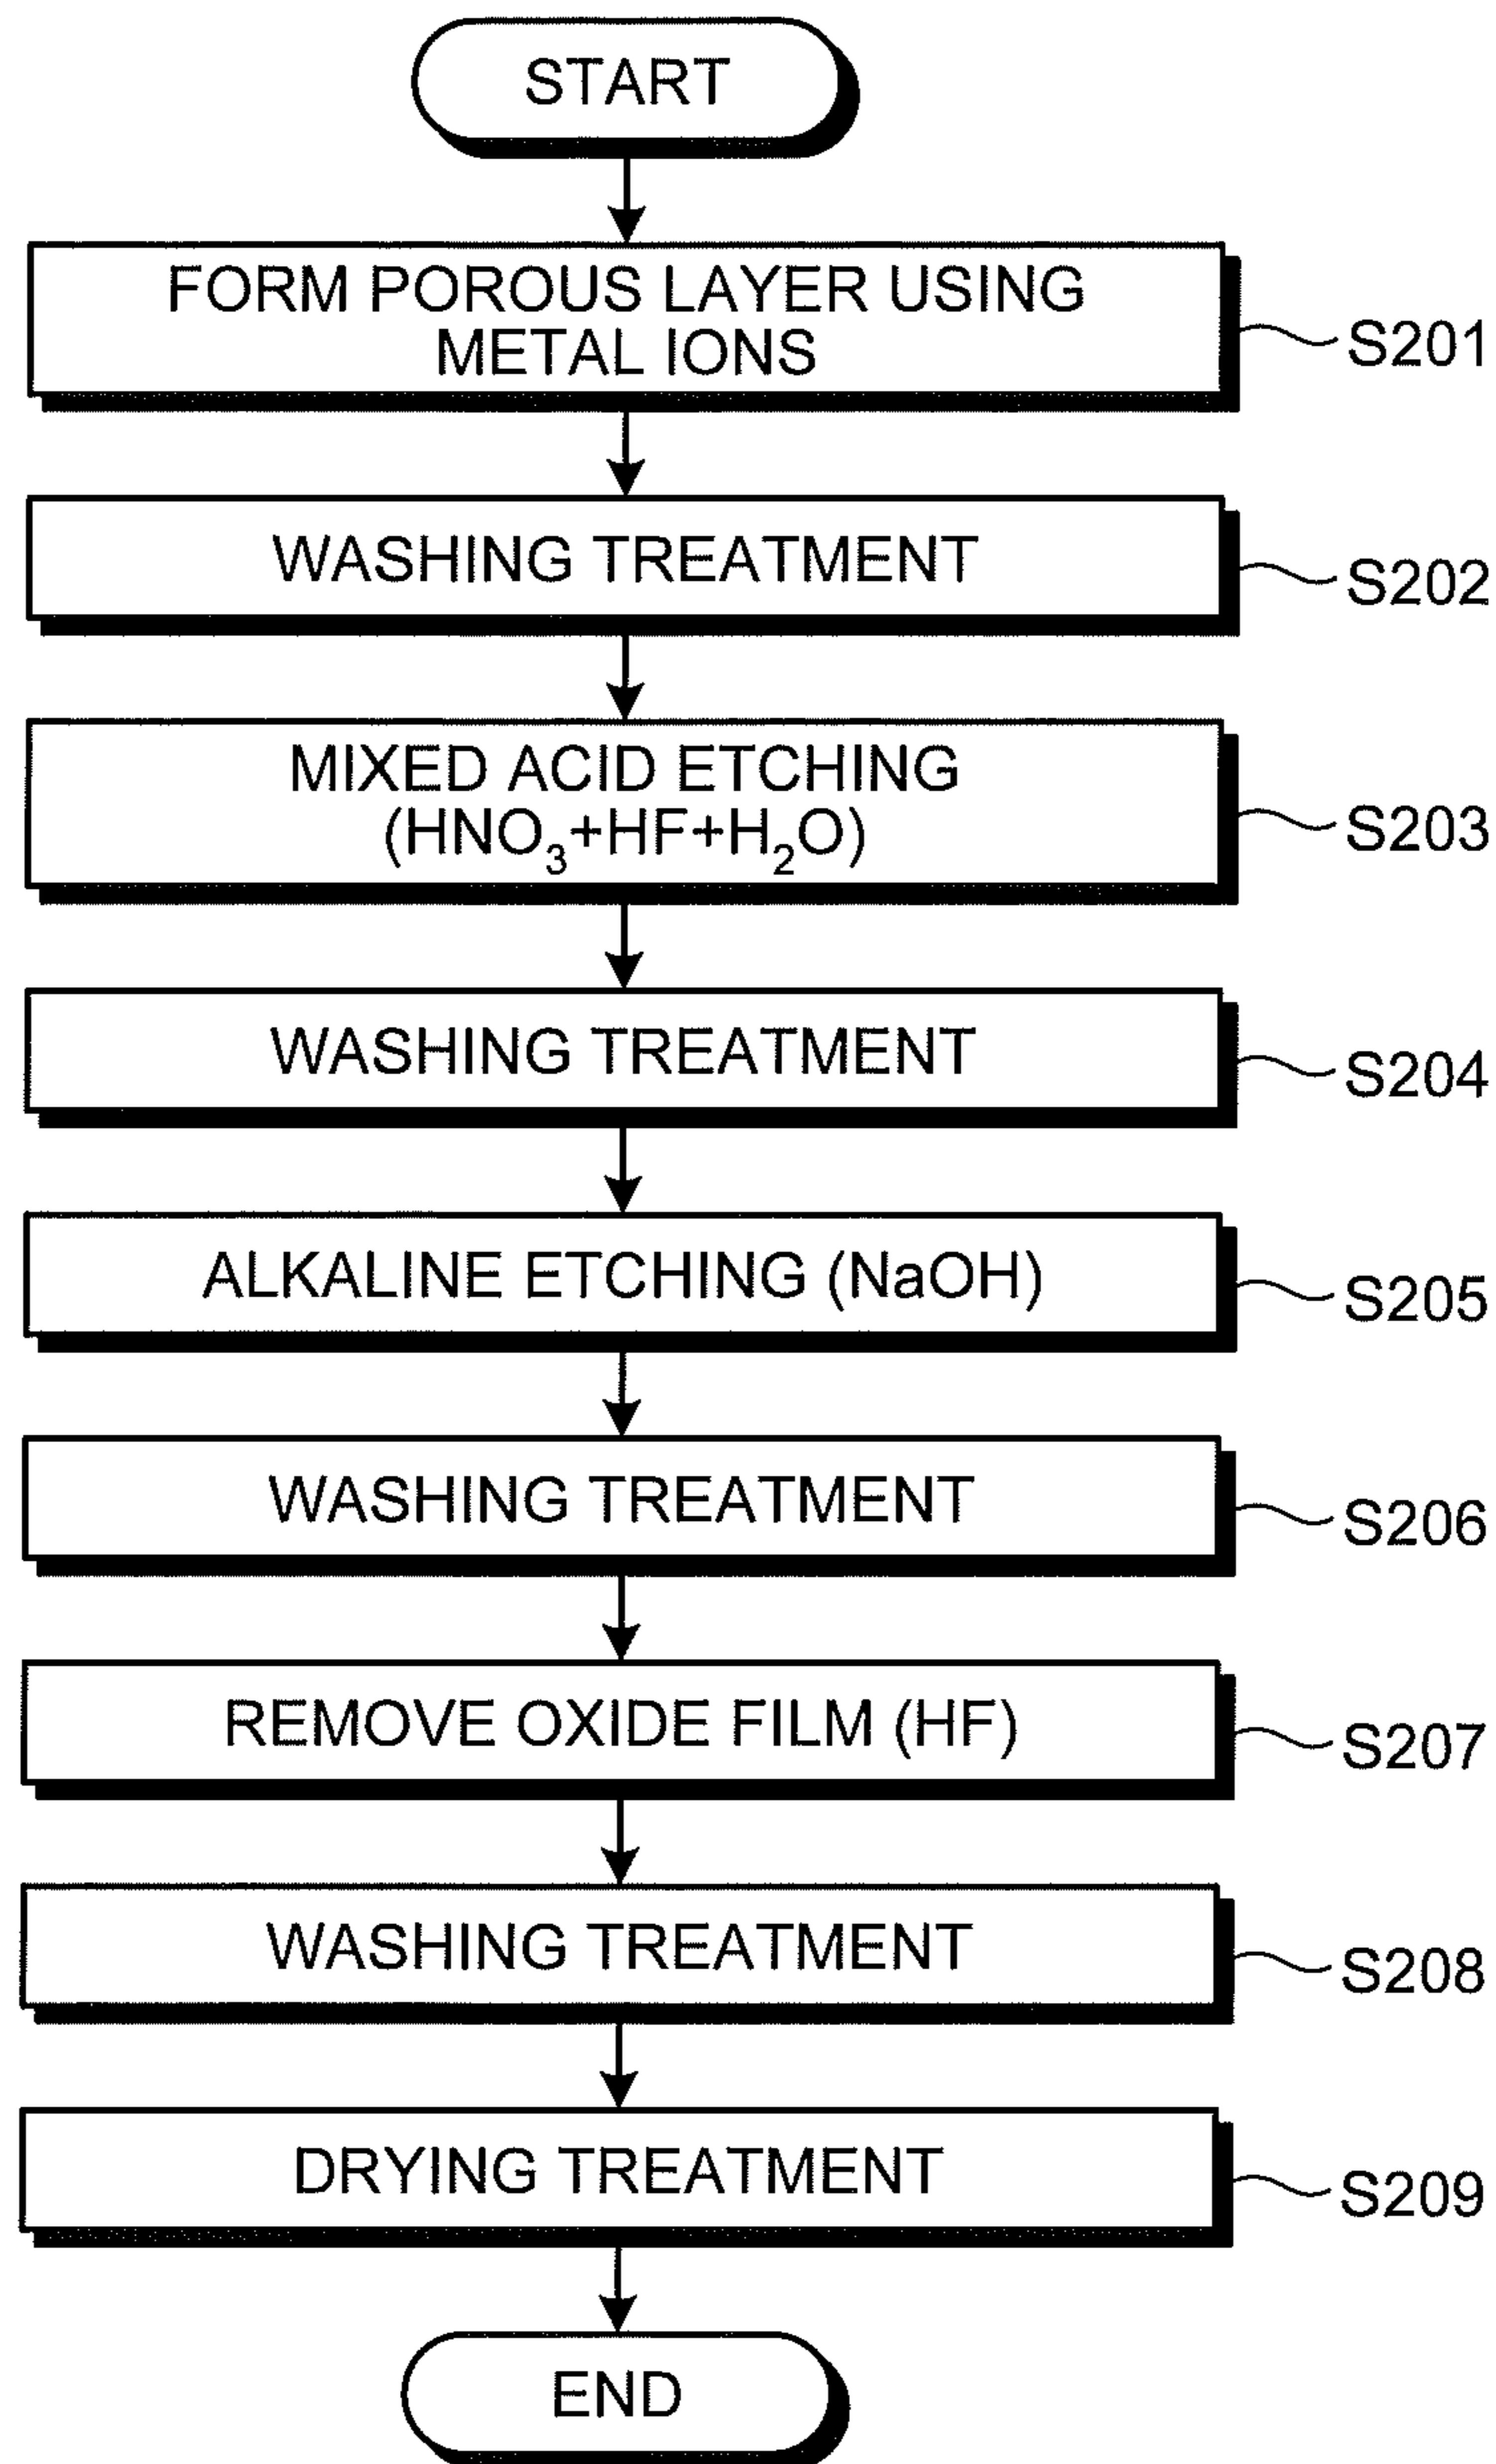 START
FORM POROUS LAYER USING
METAL IONS
S201
WASHING TREATMENT
S202
MIXED ACID ETCHING
(HNO₃+HF+H₂O)
S203
WASHING TREATMENT
S204
ALKALINE ETCHING (NaOH)
S205
WASHING TREATMENT
S206
REMOVE OXIDE FILM (HF)
S207
WASHING TREATMENT
S208
DRYING TREATMENT
S209
END